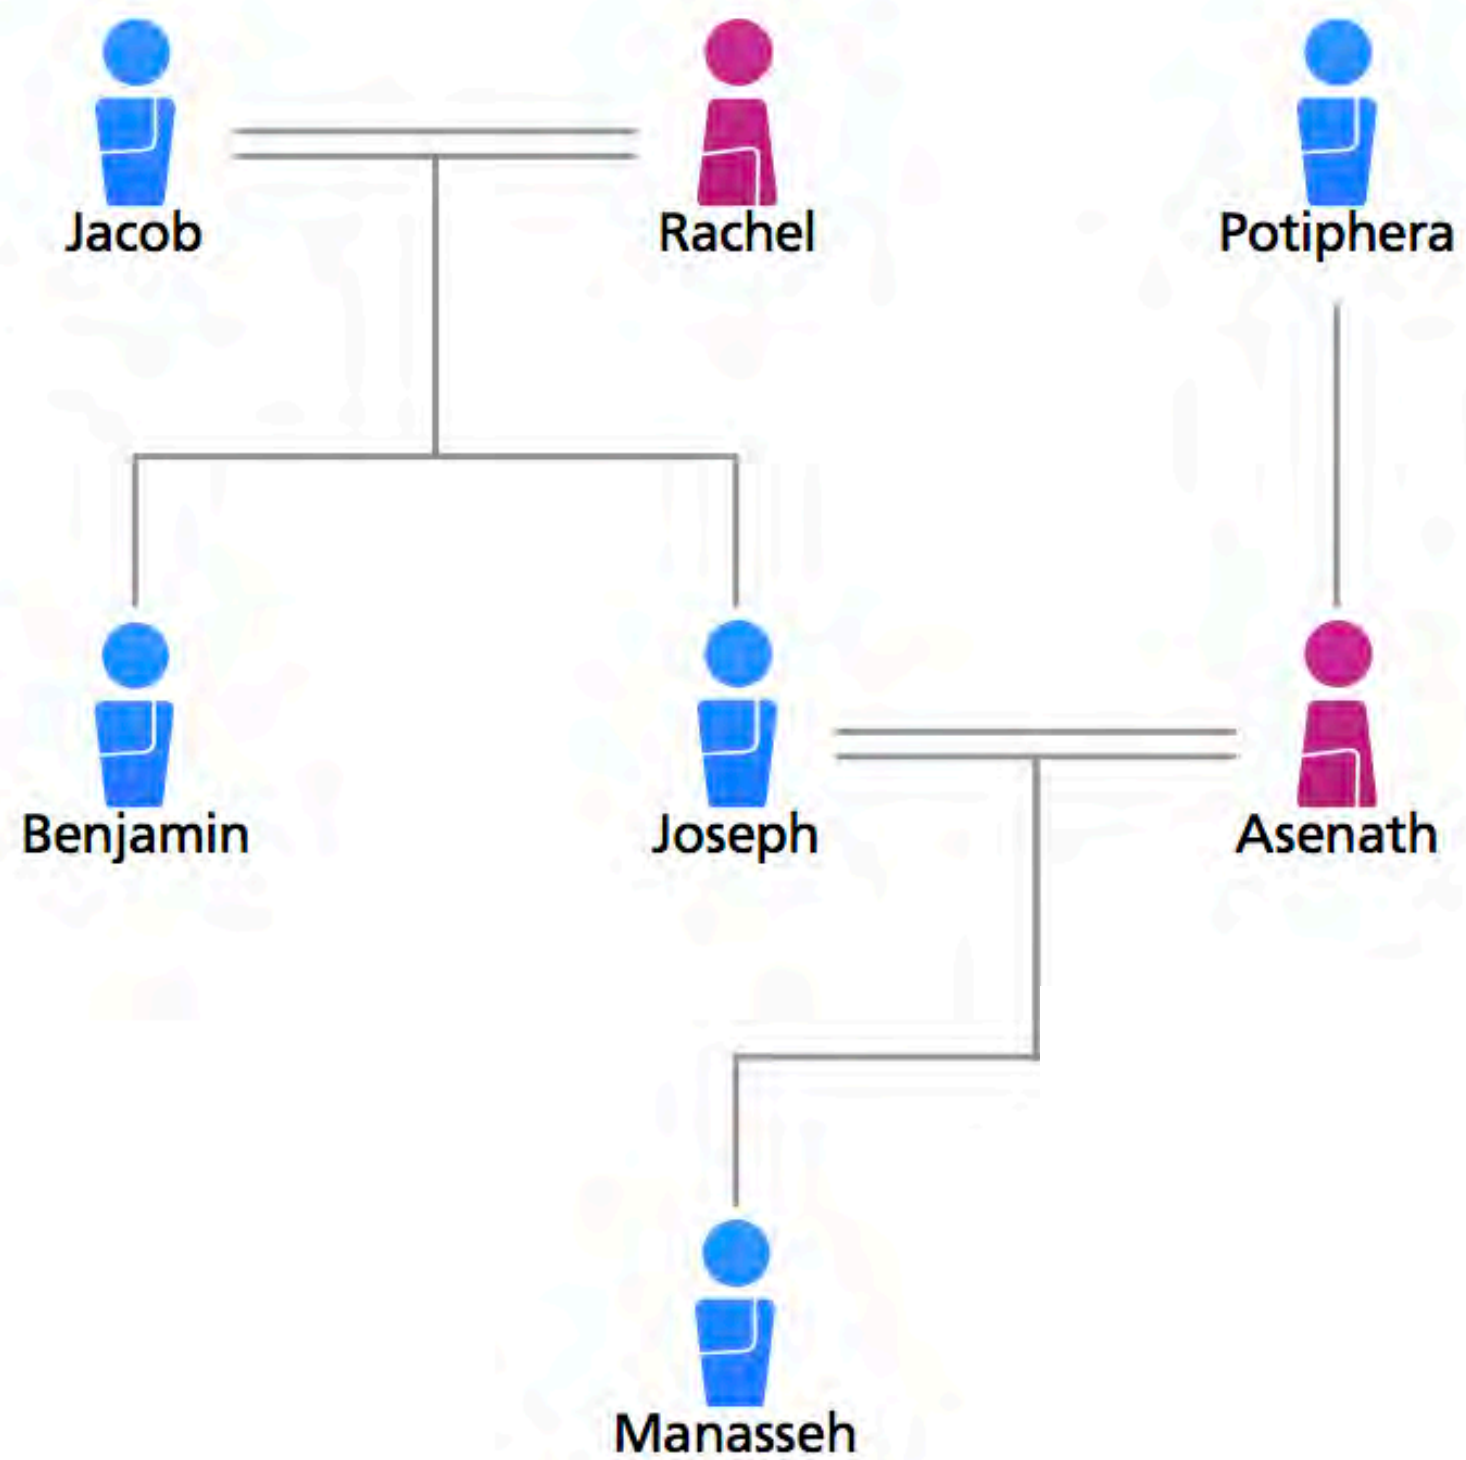 Jacob
Rachel
Potiphera
Benjamin
Joseph
Asenath
Manasseh